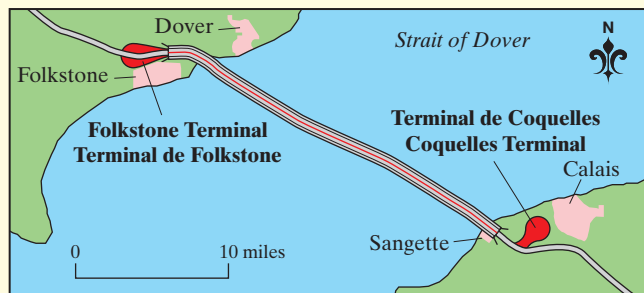 Dover
Strait of Dover
N
Folkstone
Folkstone Terminal
Terminal de Folkstone
Terminal de Coquelles
Coquelles Terminal
Calais
Sangette
0
10 miles